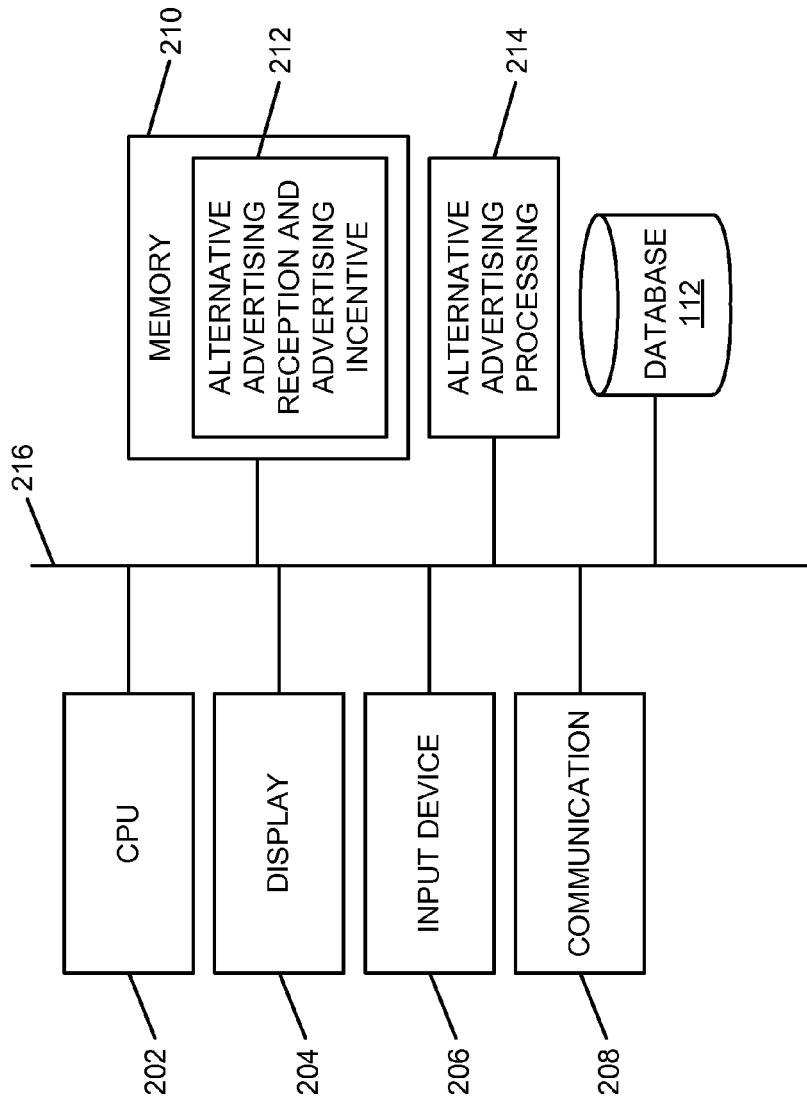 216
CPU
202
DISPLAY
204
INPUT DEVICE
206
COMMUNICATION
208
MEMORY
210
ALTERNATIVE
ADVERTISING
RECEPTION AND
ADVERTISING
INCENTIVE
212
ALTERNATIVE
ADVERTISING
PROCESSING
214
DATABASE
112